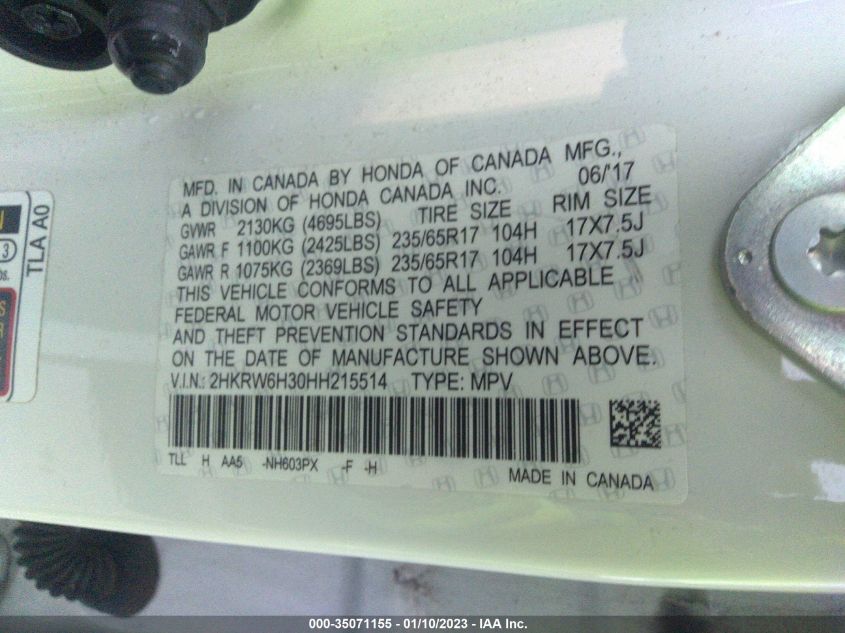 MFD. IN CANADA BY HONDA OF CANADA MFG.,
A DIVISION OF HONDA CANADA INC. 06/'17
GVWR 2130KG (4695LBS) TIRE SIZE RIM SIZE
GAWR F 1100KG (2425LBS) 235/65R17 104H 17X7.5J
GAWR R 1075KG (2369LBS) 235/65R17 104H 17X7.5J
THIS VEHICLE CONFORMS TO ALL APPLICABLE
FEDERAL MOTOR VEHICLE SAFETY
AND THEFT PREVENTION STANDARDS IN EFFECT
ON THE DATE OF MANUFACTURE SHOWN ABOVE.
V.I.N.: 2HKRW6H30HH215514 TYPE: MPV
TLL H AA5 -NH603PX -F -H
MADE IN CANADA
TLA A0
3
000-35071155 - 01/10/2023 - IAA Inc.